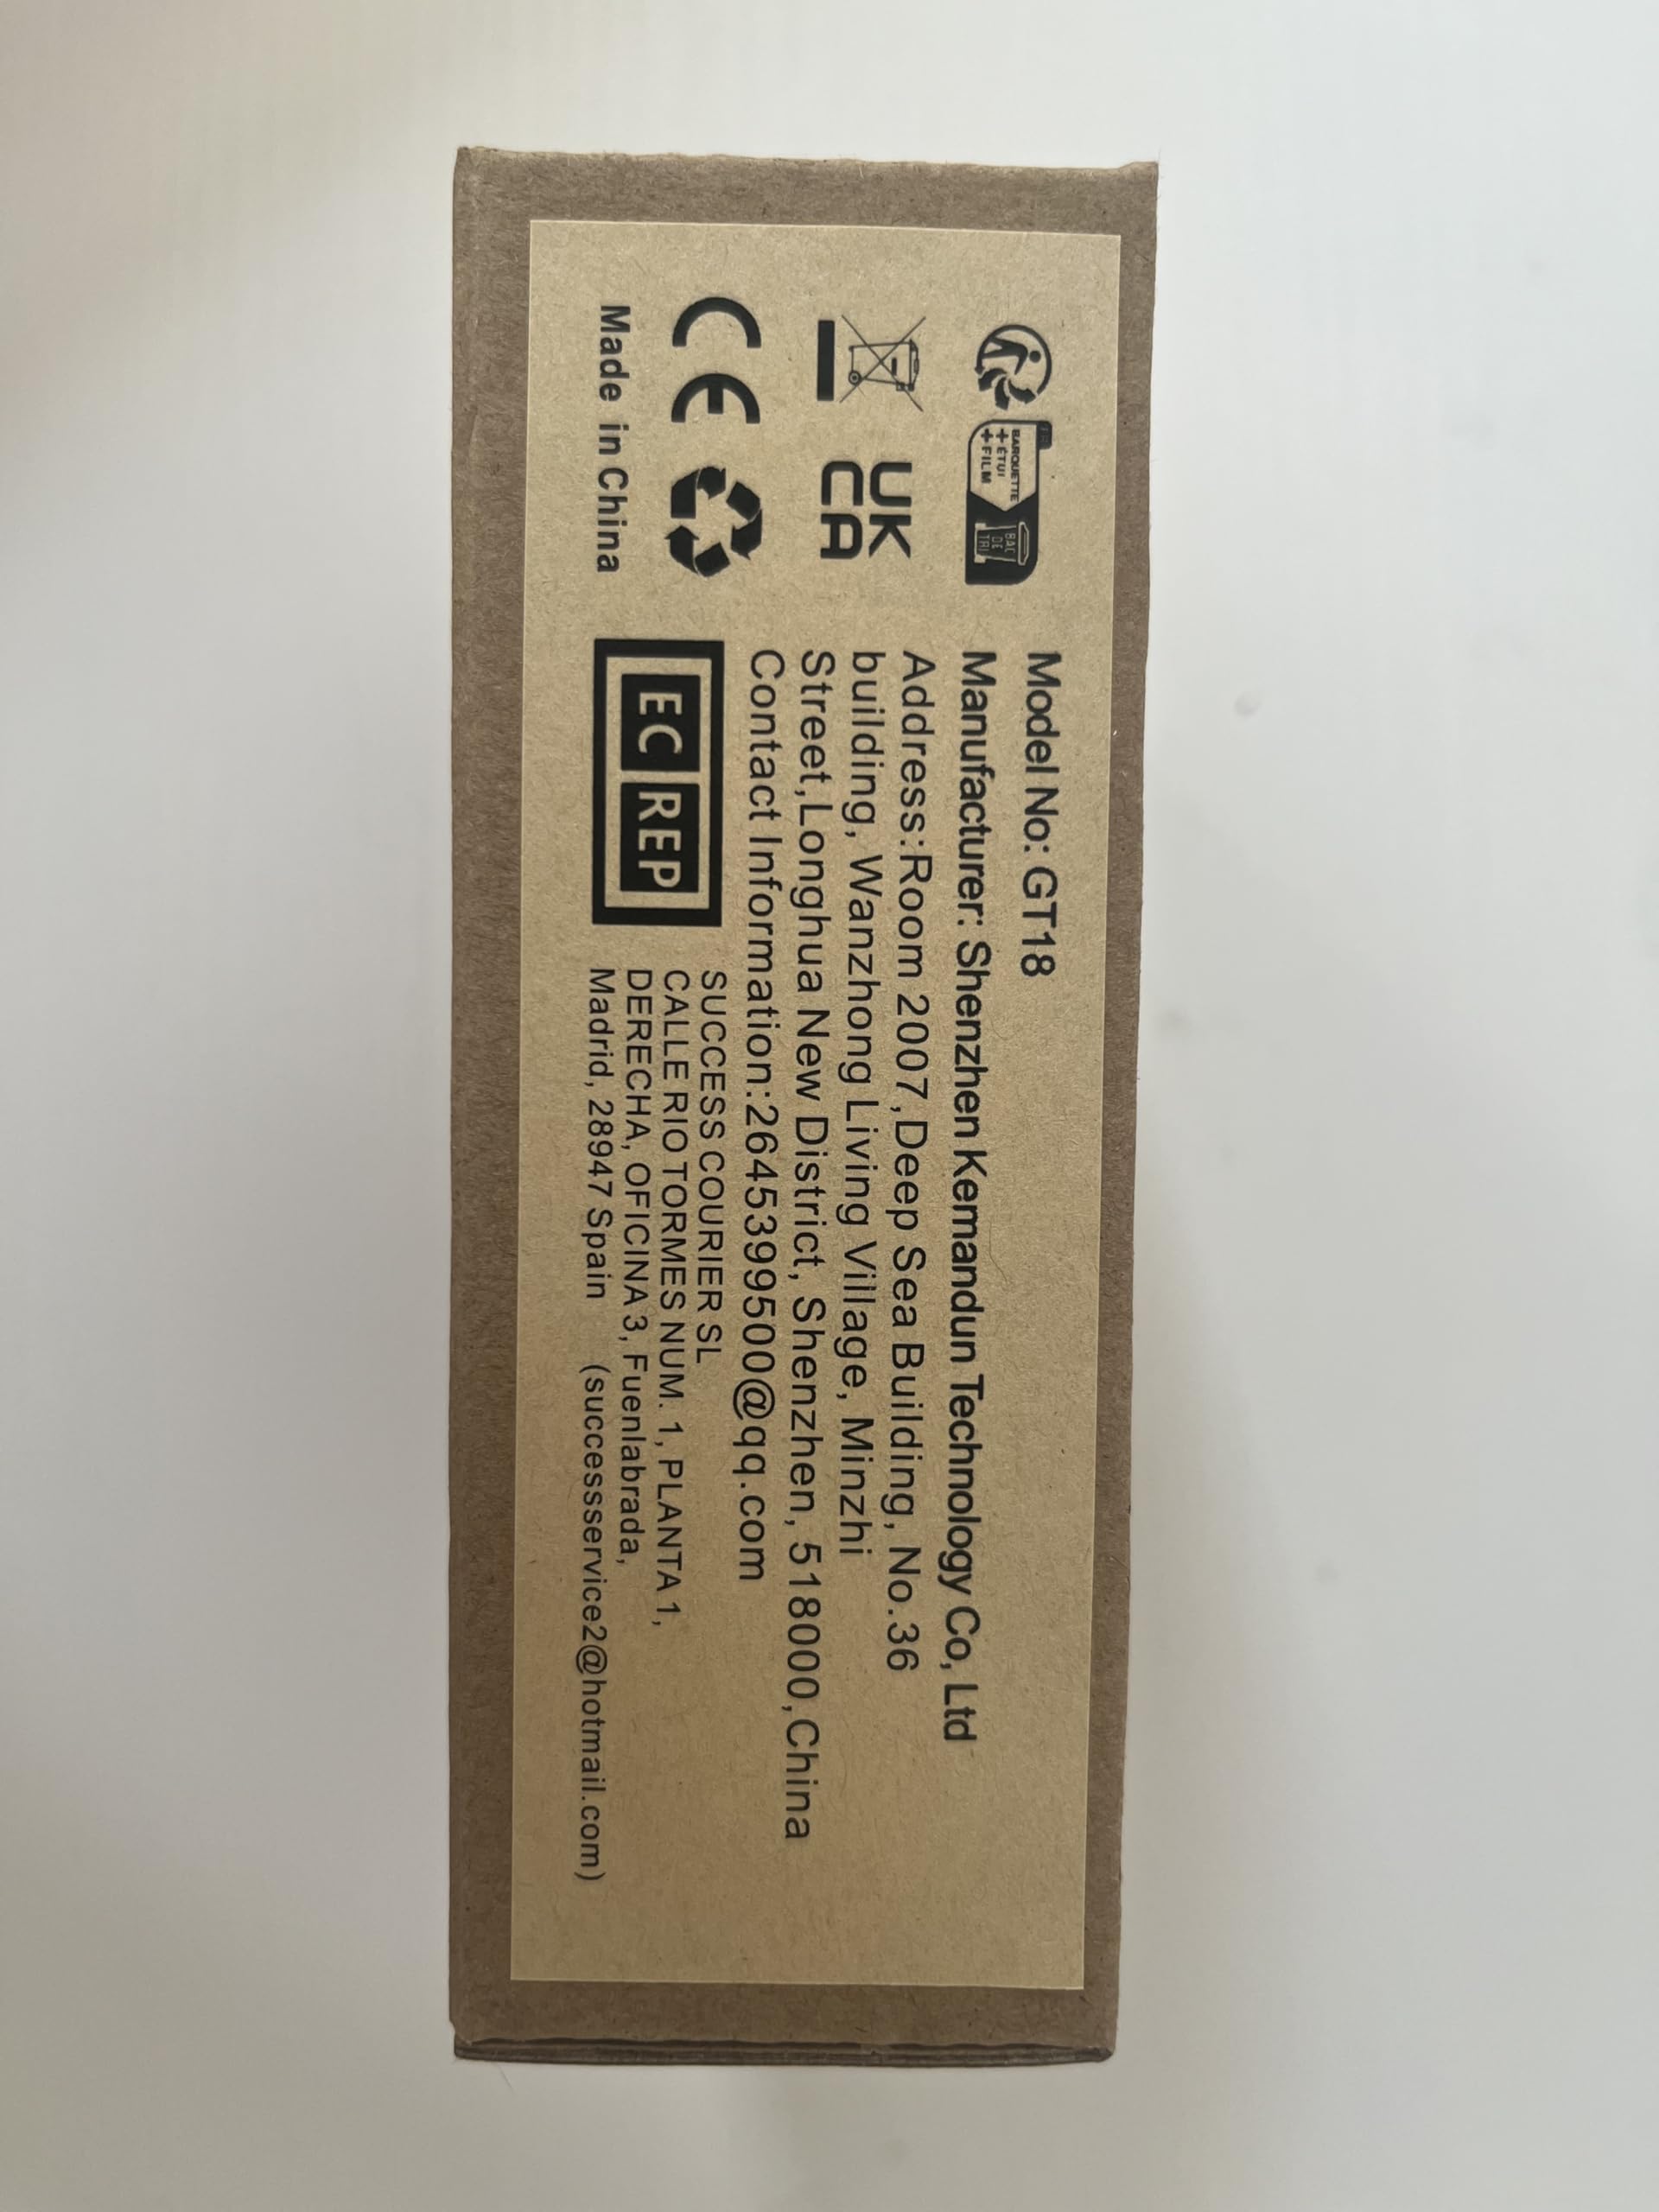 FR
BARQUETTE
+ÉTUI
+FILM
BAC
DE
TRI
UK
CA
CE
Made in China
Model No: GT18
Manufacturer: Shenzhen Kemandun Technology Co, Ltd
Address:Room 2007,Deep Sea Building, No.36
building, Wanzhong Living Village, Minzhi
Street,Longhua New District, Shenzhen, 518000,China
Contact Information:2645399500@qq.com
EC REP
SUCCESS COURIER SL
CALLE RIO TORMES NUM. 1, PLANTA 1,
DERECHA, OFICINA 3, Fuenlabrada,
Madrid, 28947 Spain (successservice2@hotmail.com)